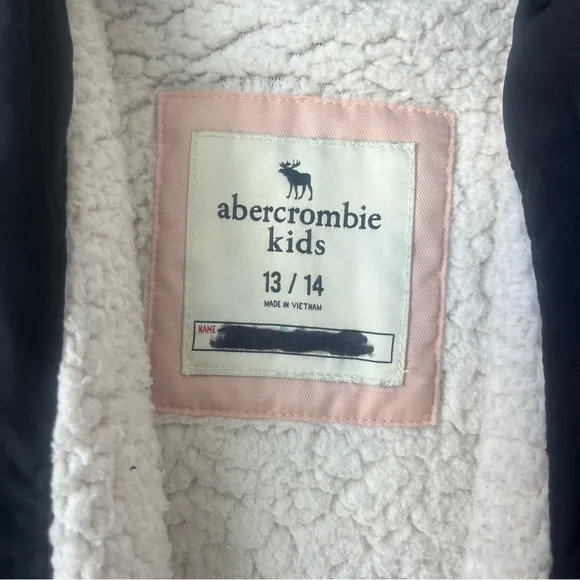 abercrombie
kids
13 / 14
MADE IN VIETNAM
NAME